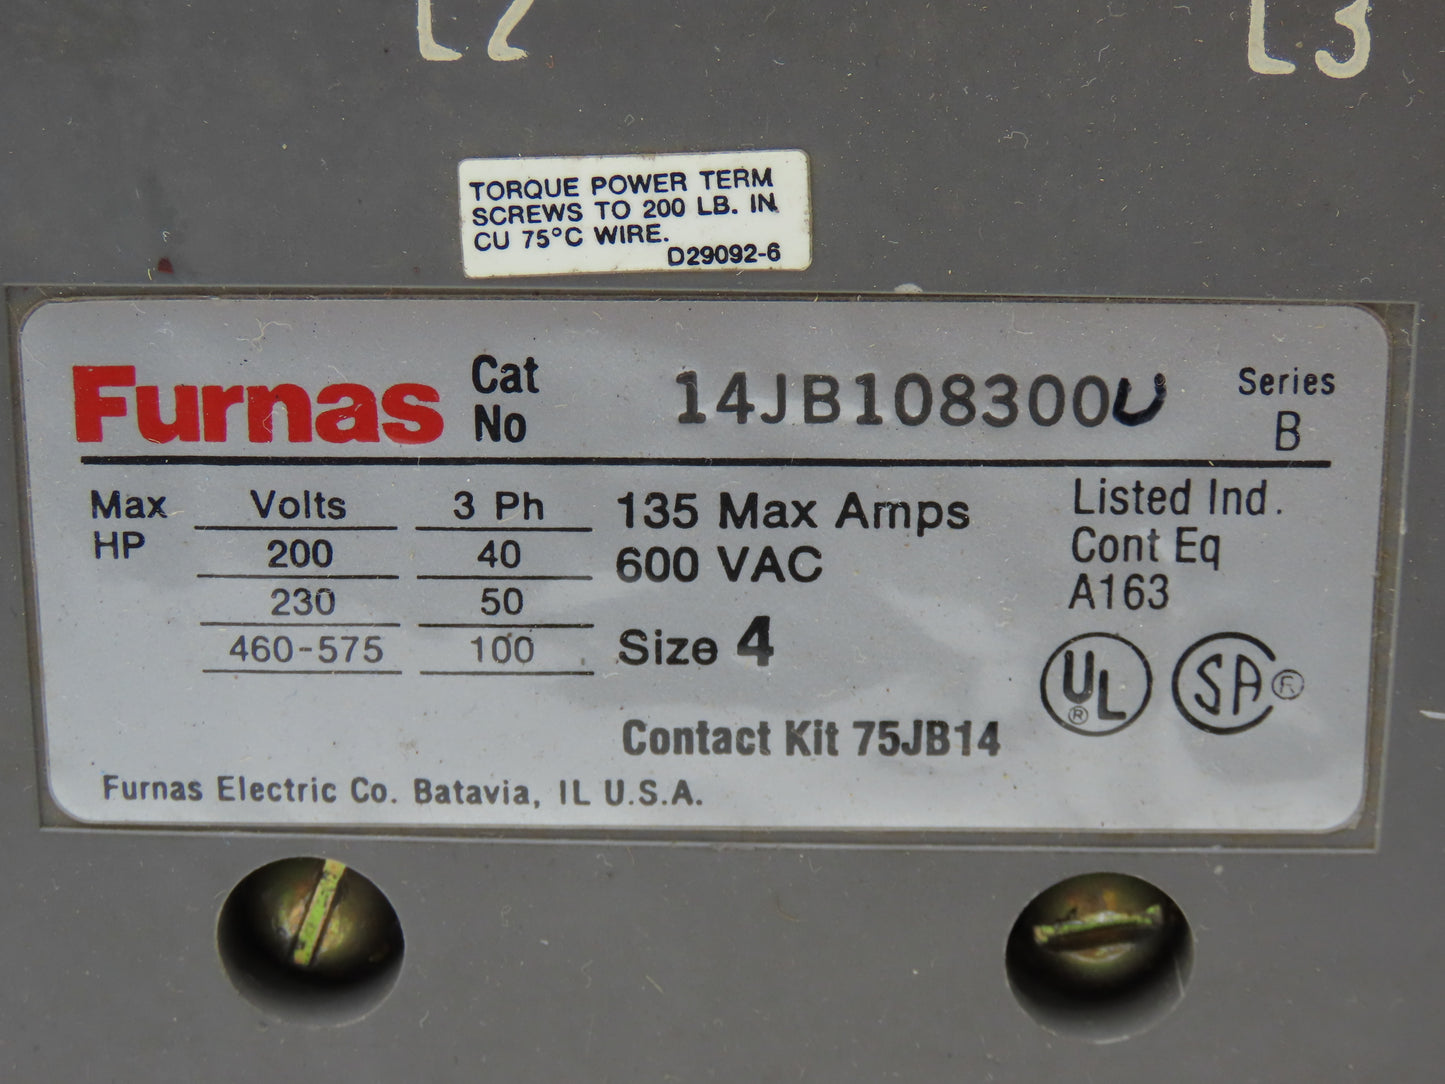 L2
L3
TORQUE POWER TERM
SCREWS TO 200 LB. IN.
CU 75°C WIRE.
D29092-6
Furnas
Cat
No
14JB108300U
Series
B
Max
HP
Volts 3 Ph
200 40
230 50
460-575 100
135 Max Amps
600 VAC
Size 4
Contact Kit 75JB14
Listed Ind.
Cont Eq
A163
UL®
SA®
Furnas Electric Co. Batavia, IL U.S.A.